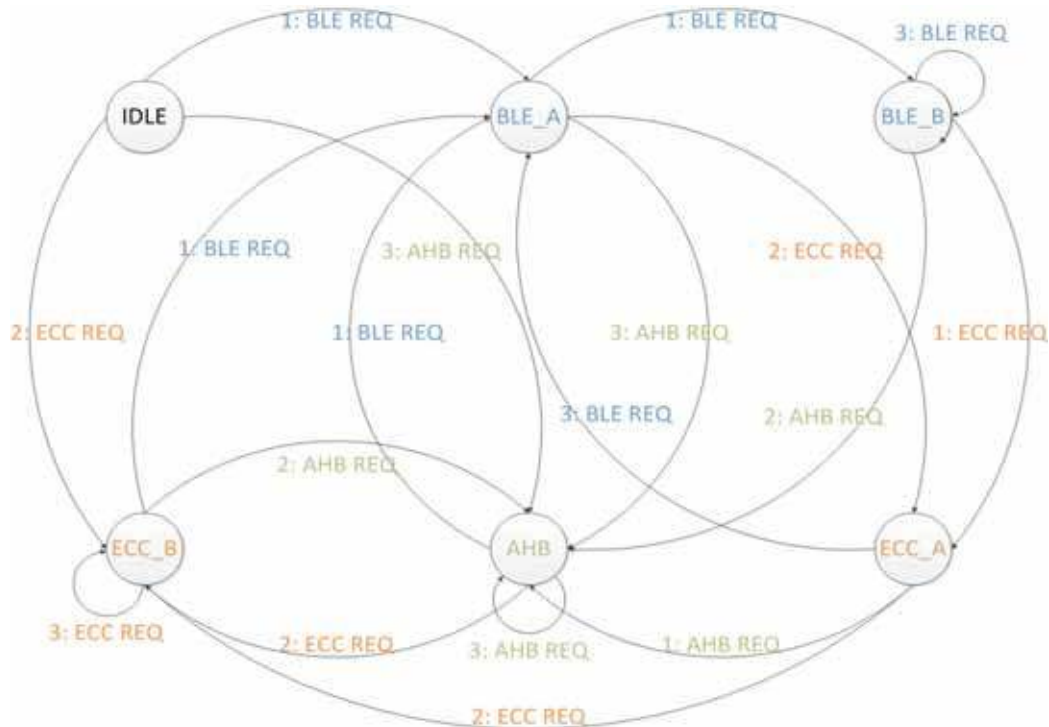 1: BLE REQ
1: BLE REQ
3: BLE REQ
IDLE
BLE_A
BLE_B
1: BLE REQ
3: AHB REQ
2: ECC REQ
2: ECC REQ
1: BLE REQ
3: AHB REQ
1: ECC REQ
3: BLE REQ
2: AHB REQ
2: AHB REQ
ECC_B
AHB
ECC_A
3: ECC REQ
2: ECC REQ
3: AHB REQ
1: AHB REQ
2: ECC REQ